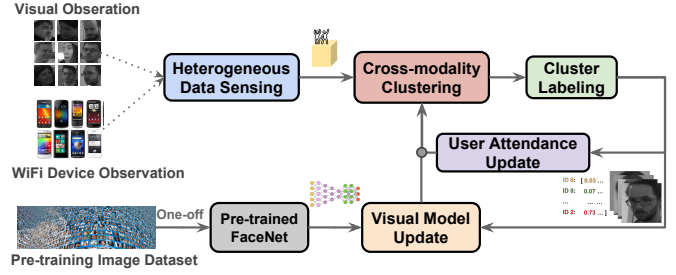 Visual Obseration
Heterogeneous
Data Sensing
Cross-modality
Clustering
Cluster
Labeling
WiFi Device Observation
User Attendance
Update
ID 6: [ 0.03 ...
ID 8: 0.07 ...
... ... ...
ID 2: 0.73 ... ]
One-off
Pre-trained
FaceNet
Visual Model
Update
Pre-training Image Dataset